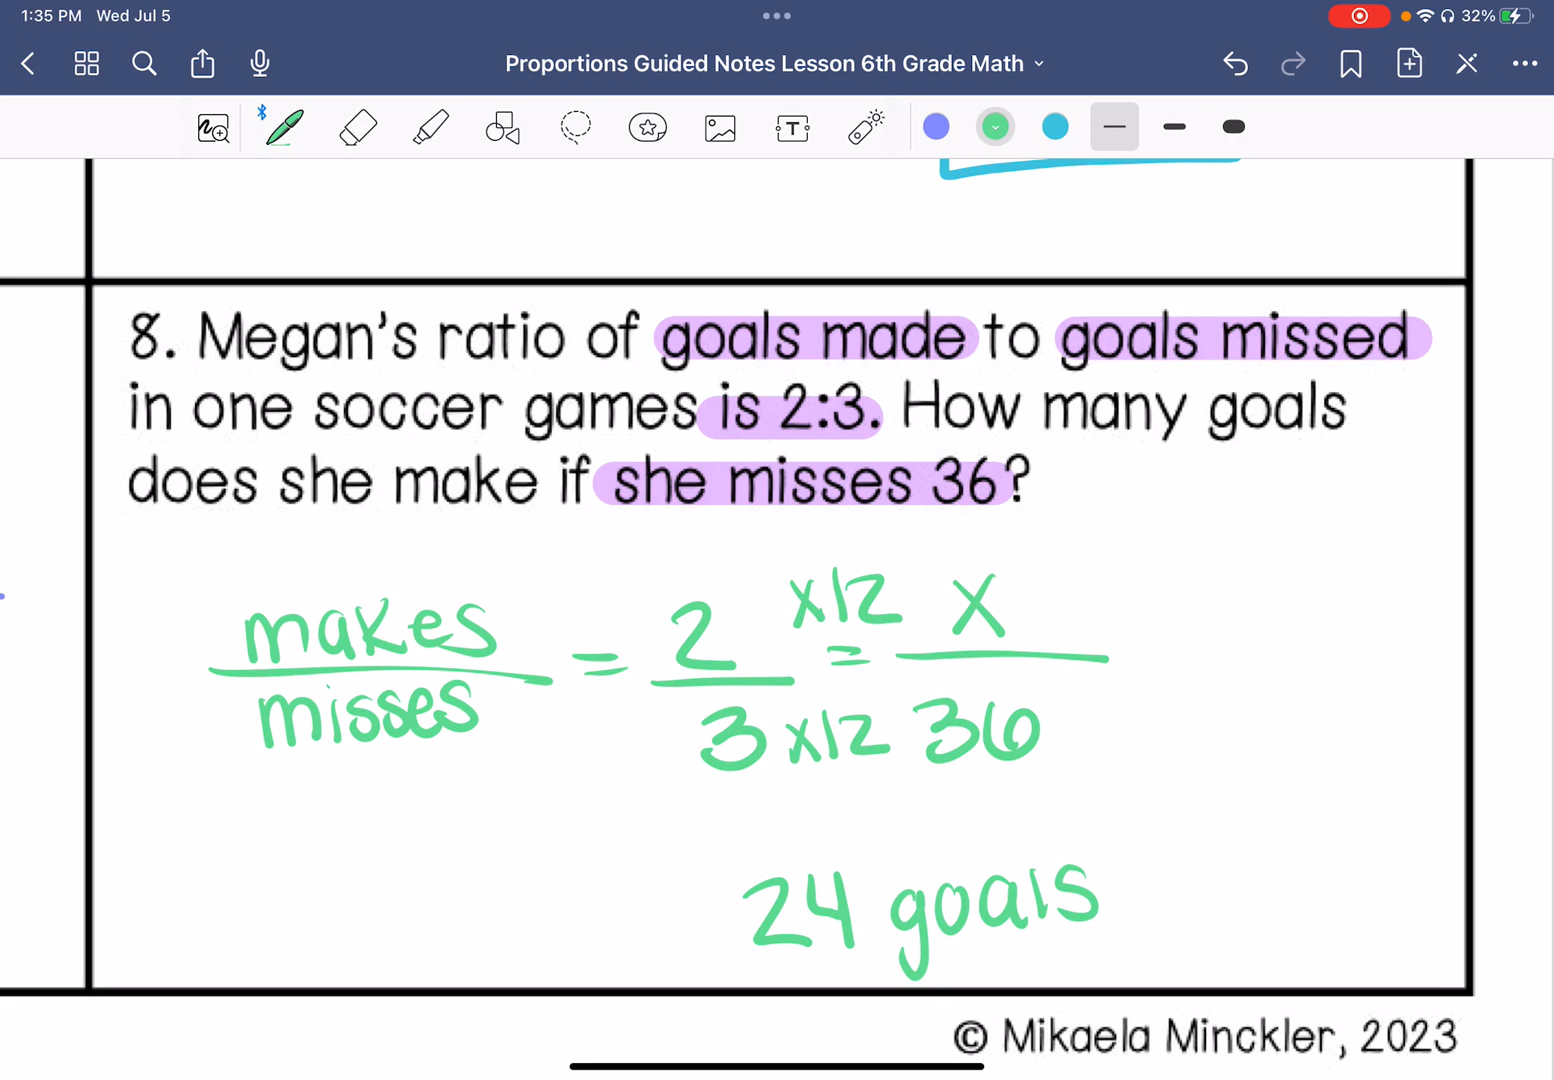 1:35 PM Wed Jul 5
32%
Proportions Guided Notes Lesson 6th Grade Math
T
8. Megan's ratio of goals made to goals missed
in one soccer games is 2:3. How many goals
does she make if she misses 36?
makes
misses
=
2
3
x12
=
x12
x
36
24 goals
© Mikaela Minckler, 2023